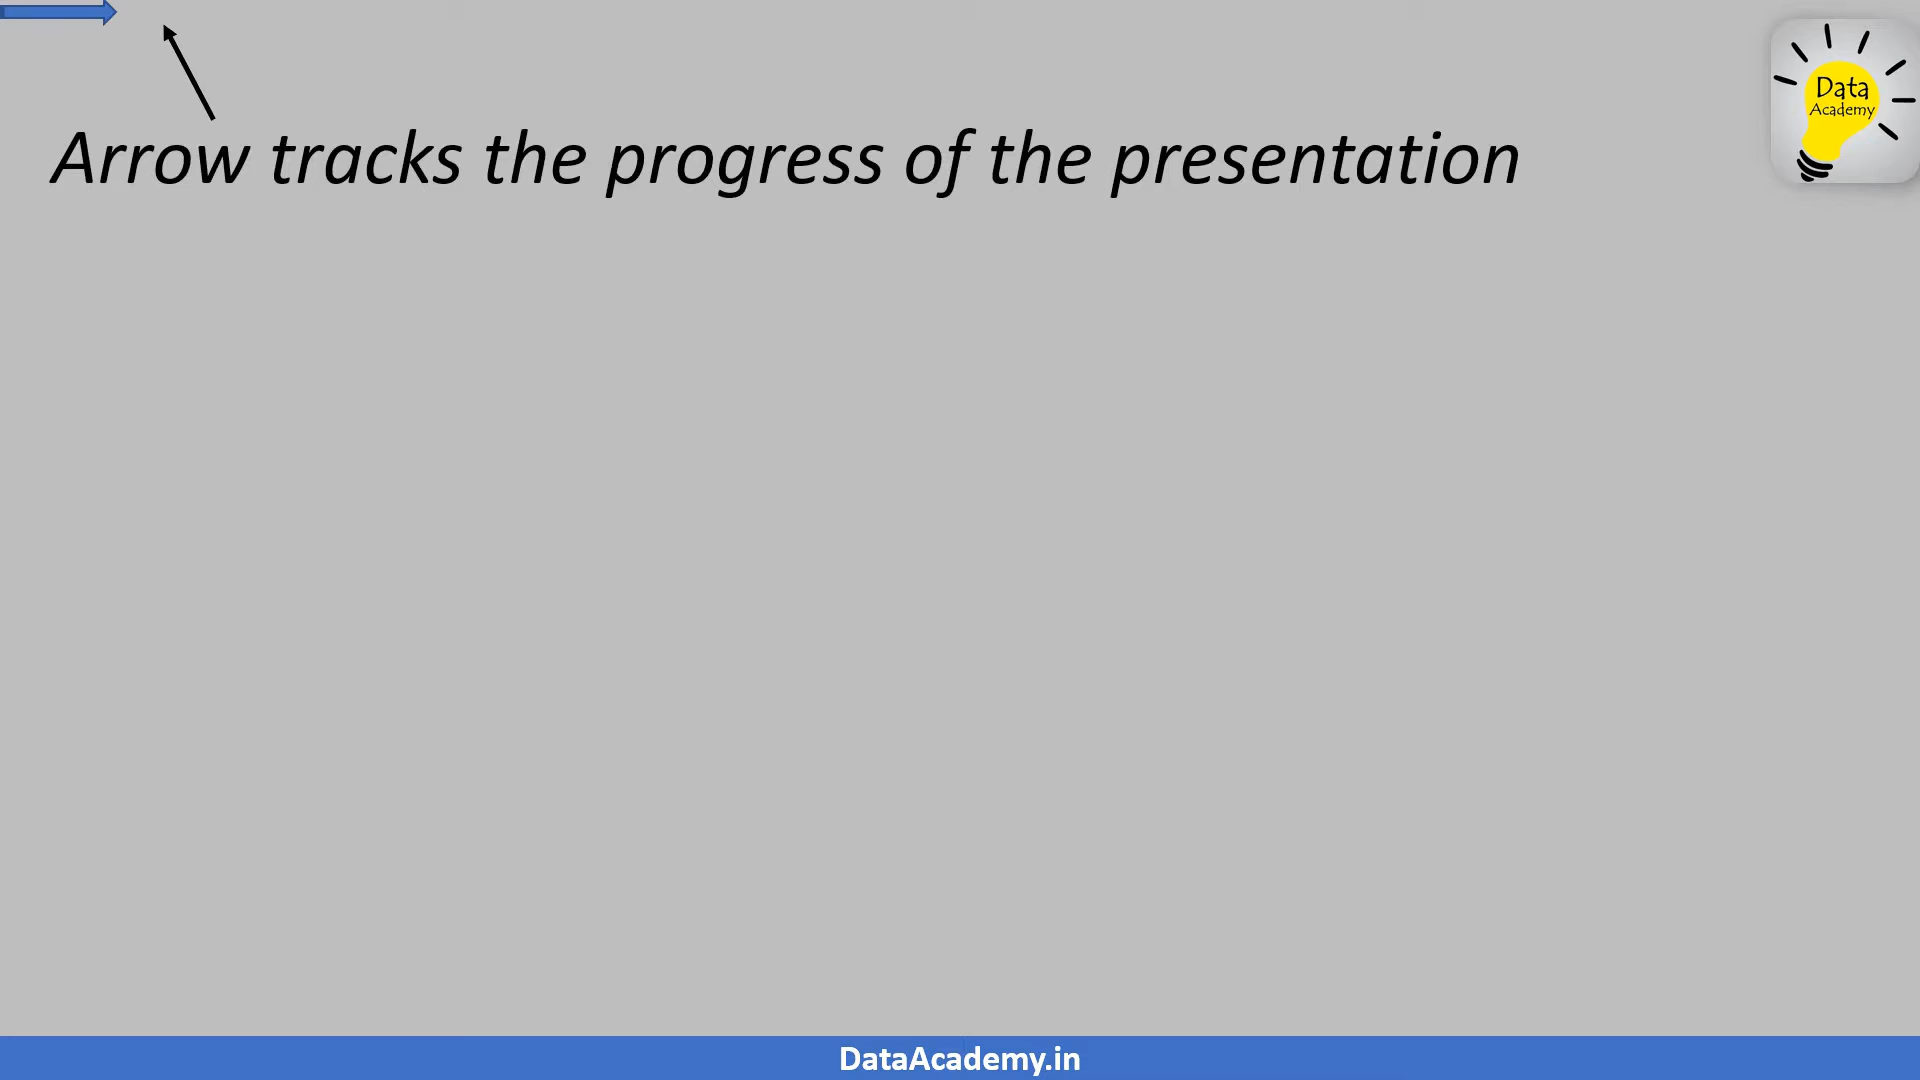 Arrow tracks the progress of the presentation
Data
Academy
DataAcademy.in